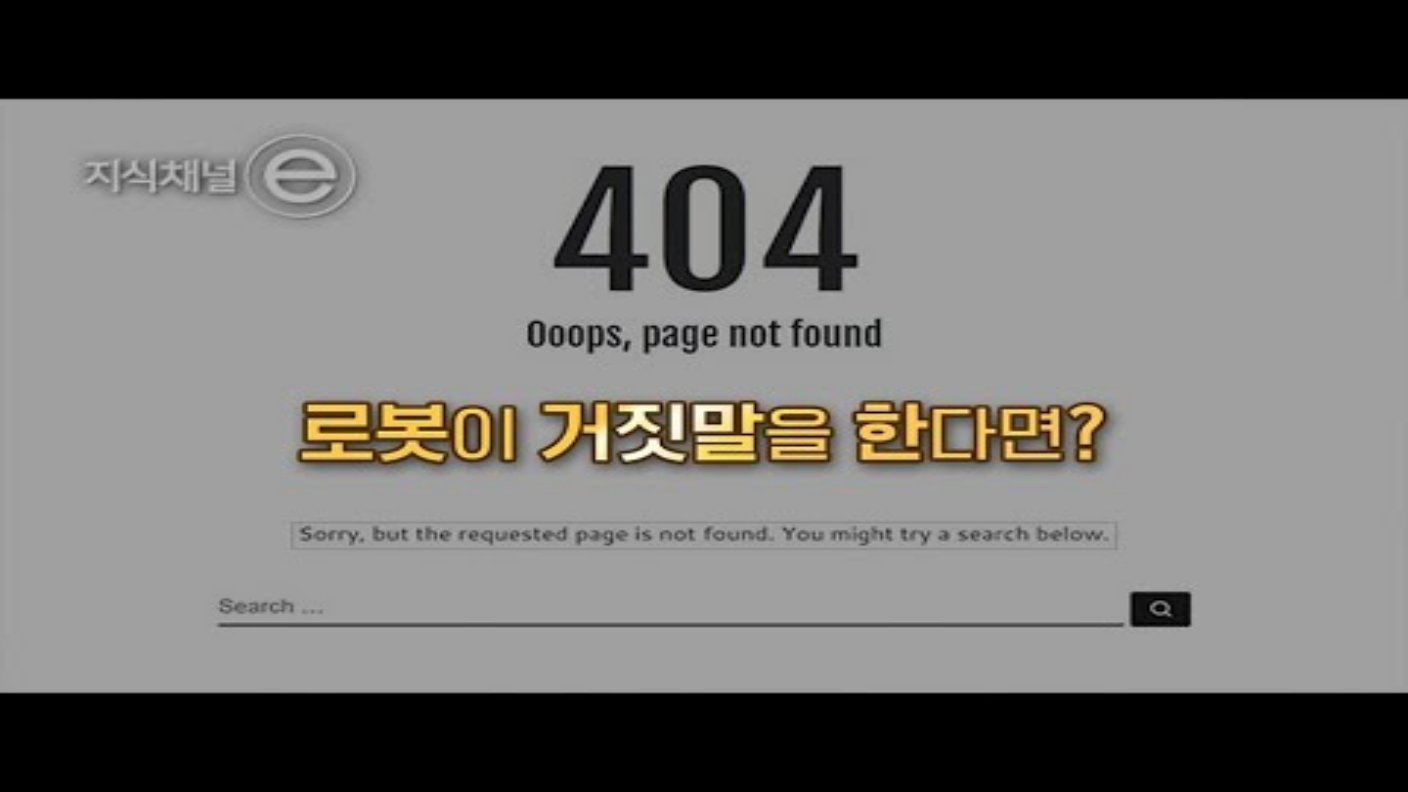 지식채널 e
404
Ooops, page not found
로봇이 거짓말을 한다면?
Sorry, but the requested page is not found. You might try a search below.
Search ...